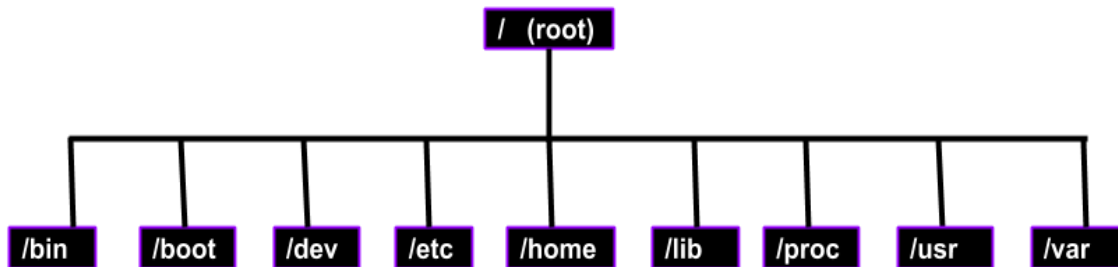 / (root)
/bin /boot /dev /etc /home /lib /proc /usr /var